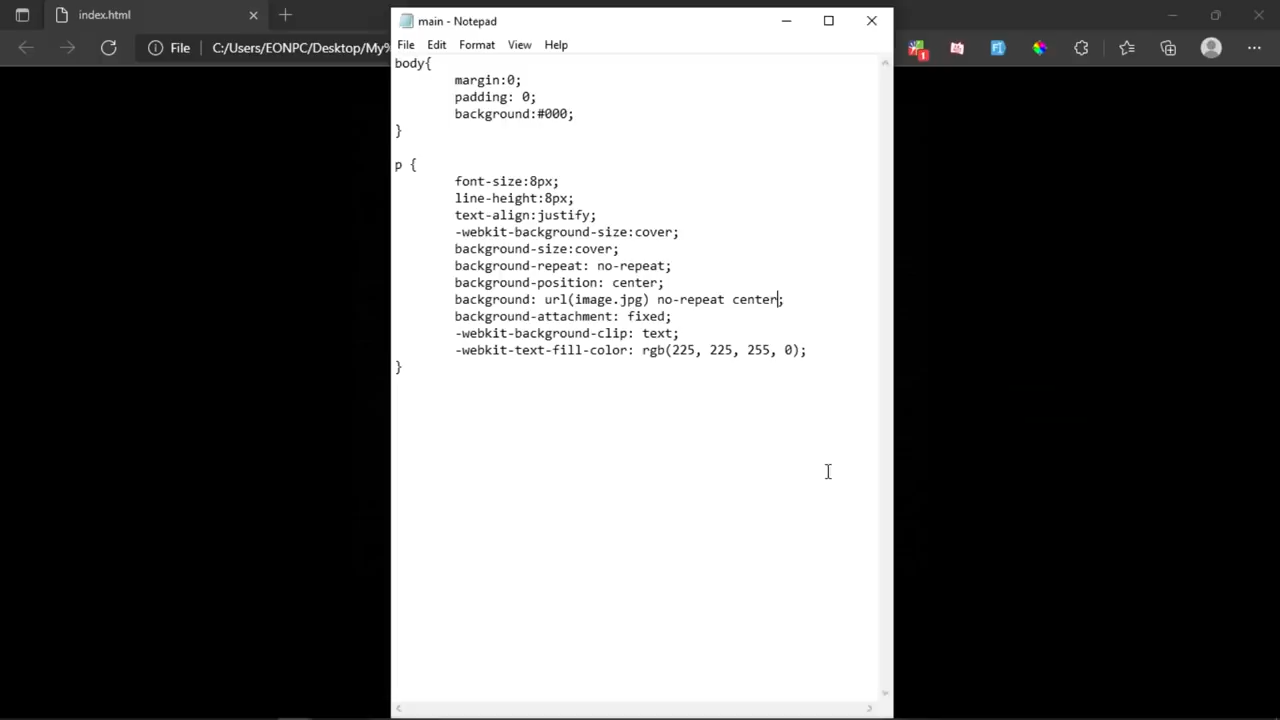 index.html
main - Notepad
File
C:/Users/EONPC/Desktop/My%
File Edit Format View Help
body{
margin:0;
padding: 0;
background:#000;
}
p {
font-size:8px;
line-height:8px;
text-align:justify;
-webkit-background-size:cover;
background-size:cover;
background-repeat: no-repeat;
background-position: center;
background: url(image.jpg) no-repeat center;
background-attachment: fixed;
-webkit-background-clip: text;
-webkit-text-fill-color: rgb(225, 225, 255, 0);
}